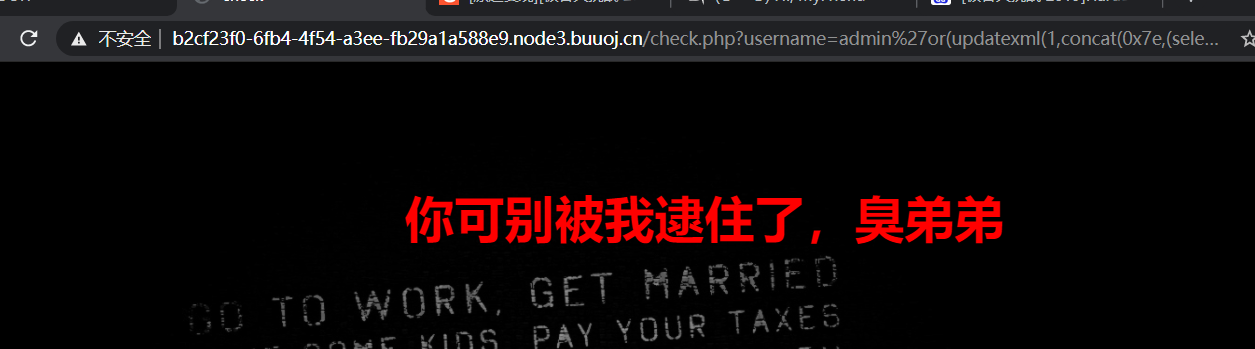 check
不安全
b2cf23f0-6fb4-4f54-a3ee-fb29a1a588e9.node3.buuoj.cn/check.php?username=admin%27or(updatexml(1,concat(0x7e,(sele...
你可别被我逮住了，臭弟弟
GO TO WORK, GET MARRIED
SOME KIDS, PAY YOUR TAXES